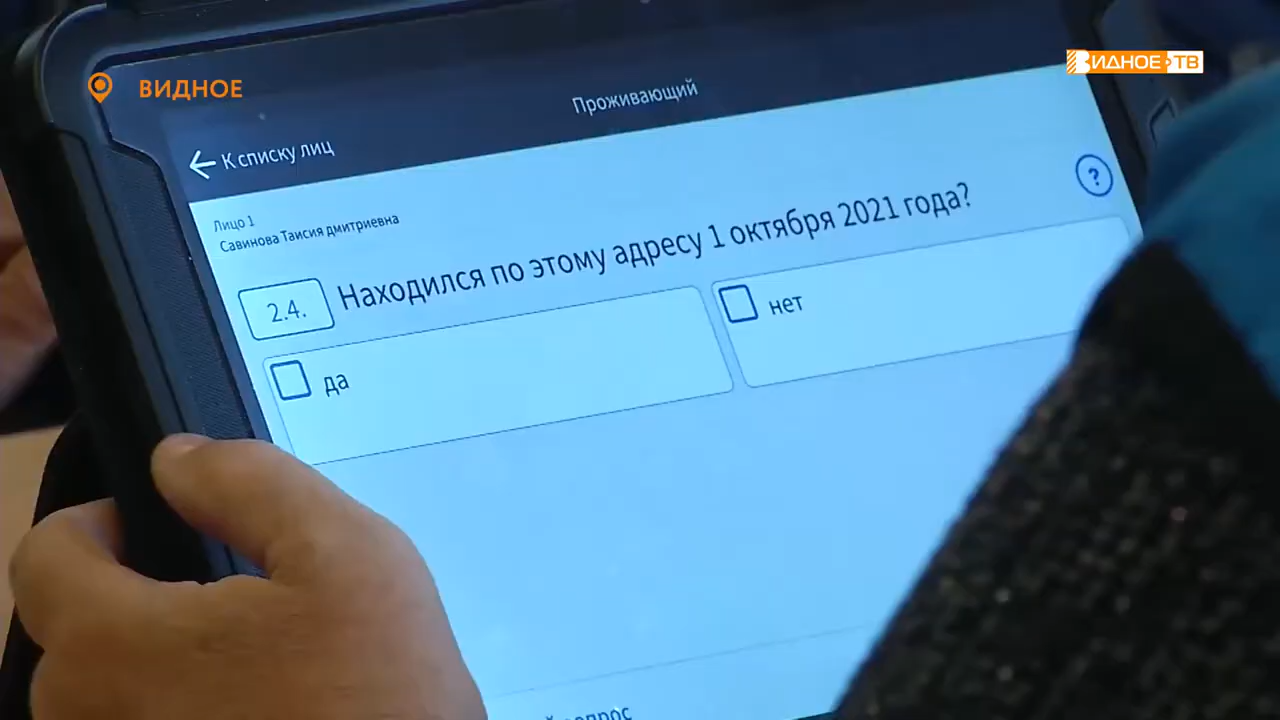 ВИДНОЕ
ВИДНОЕ ТВ
Проживающий
К списку лиц
Лицо 1
Савинова Таисия дмитриевна
2.4. Находился по этому адресу 1 октября 2021 года?
?
да
нет